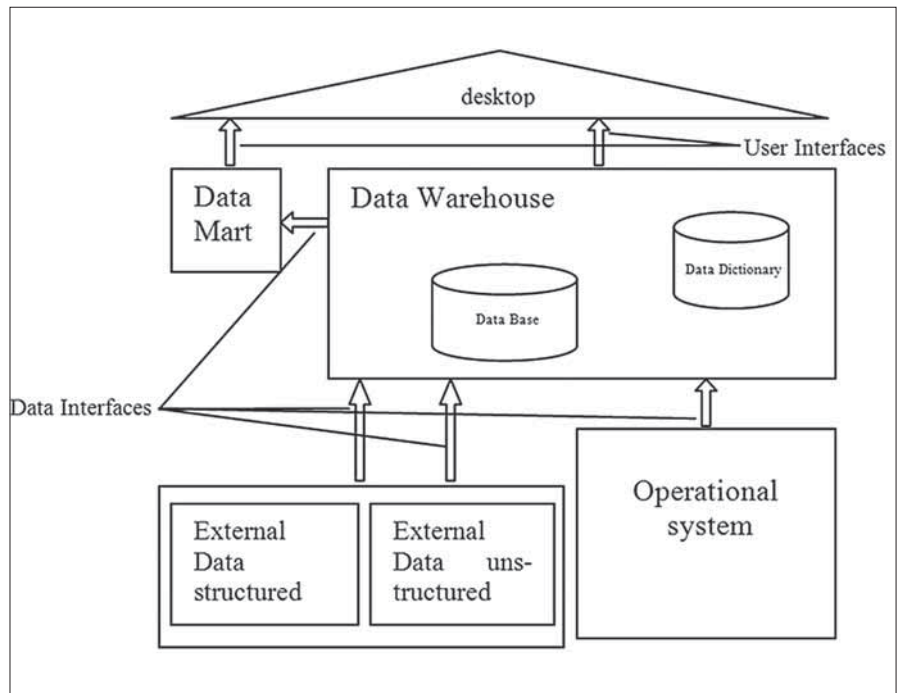 desktop
User Interfaces
Data
Mart
Data Warehouse
Data Dictionary
Data Base
Data Interfaces
External
Data
structured
External
Data uns-
tructured
Operational
system